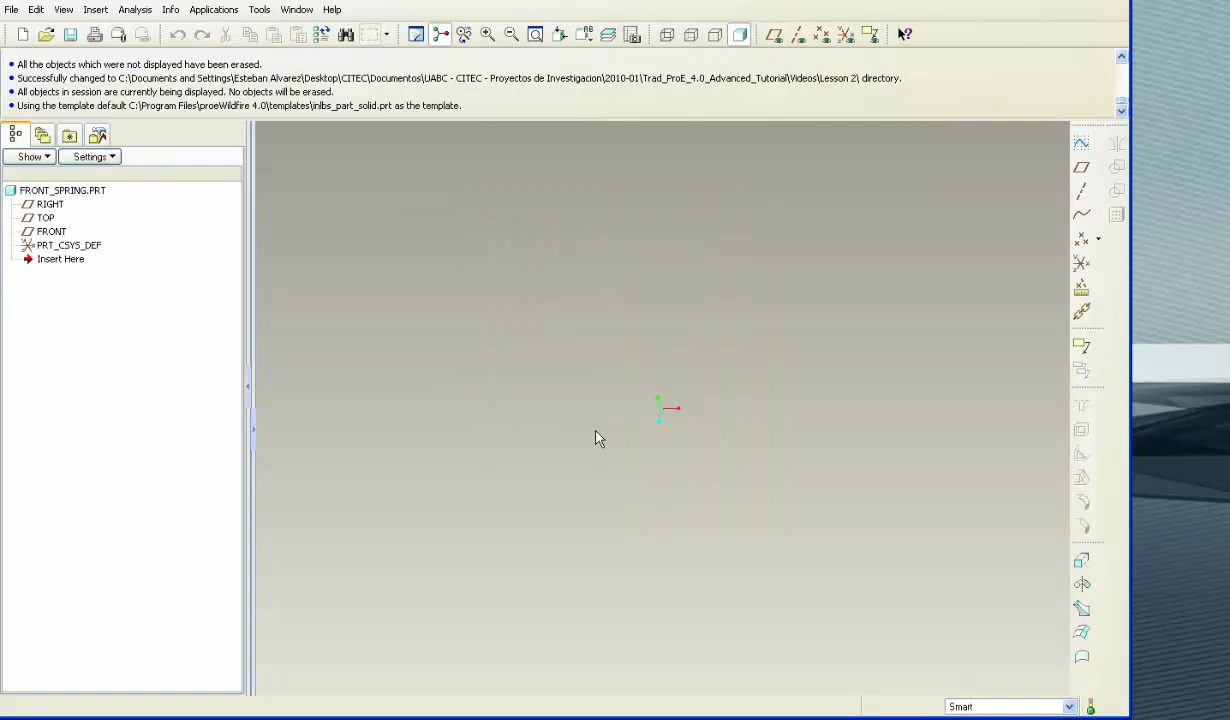 File Edit View Insert Analysis Info Applications Tools Window Help
All the objects which were not displayed have been erased.
Successfully changed to C:\Documents and Settings\Esteban Alvarez\Desktop\CITEC\Documentos\UABC - CITEC - Proyectos de Investigacion\2010-01\Trad_ProE_4.0_Advanced_Tutorial\Videos\Lesson 2\ directory.
All objects in session are currently being displayed. No objects will be erased.
Using the template default C:\Program Files\proeWildfire 4.0\templates\inlbs_part_solid.prt as the template.
Show Settings
FRONT_SPRING.PRT
RIGHT
TOP
FRONT
PRT_CSYS_DEF
Insert Here
Smart